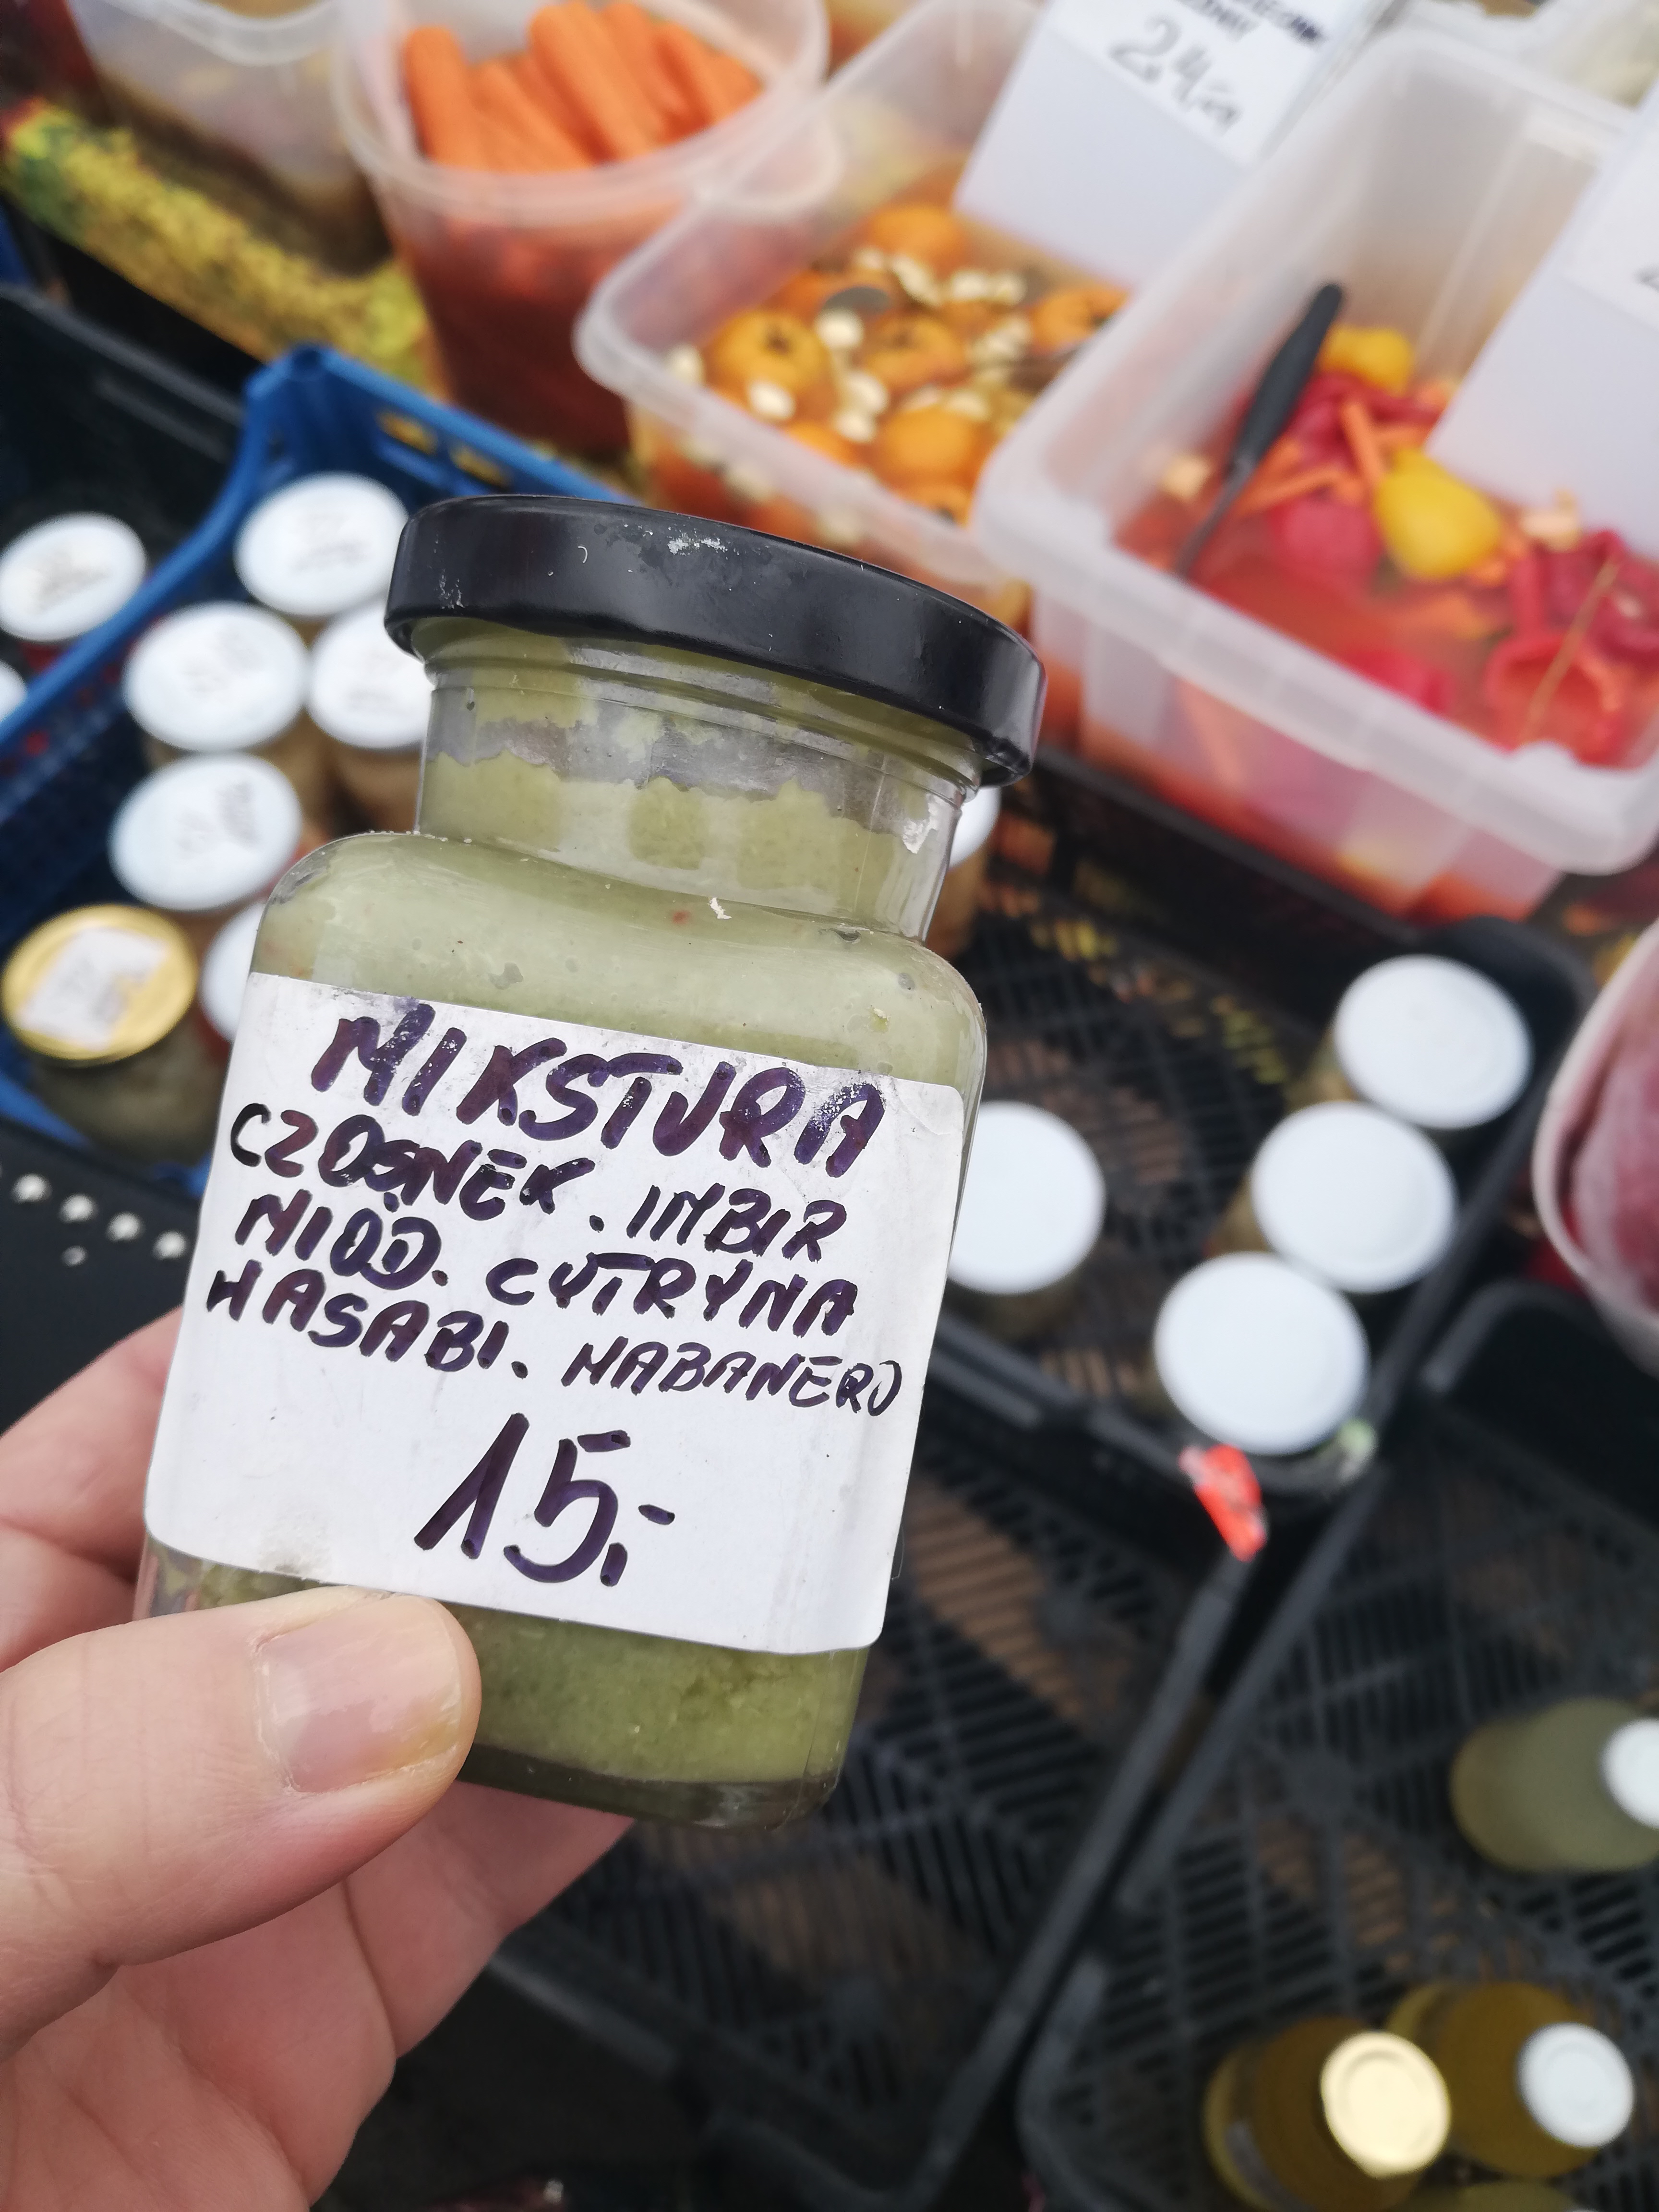 MIKSTURA
CZOSNEK. IMBIR
MIÓD. CYTRYNA
WASABI. HABANERO
15.-